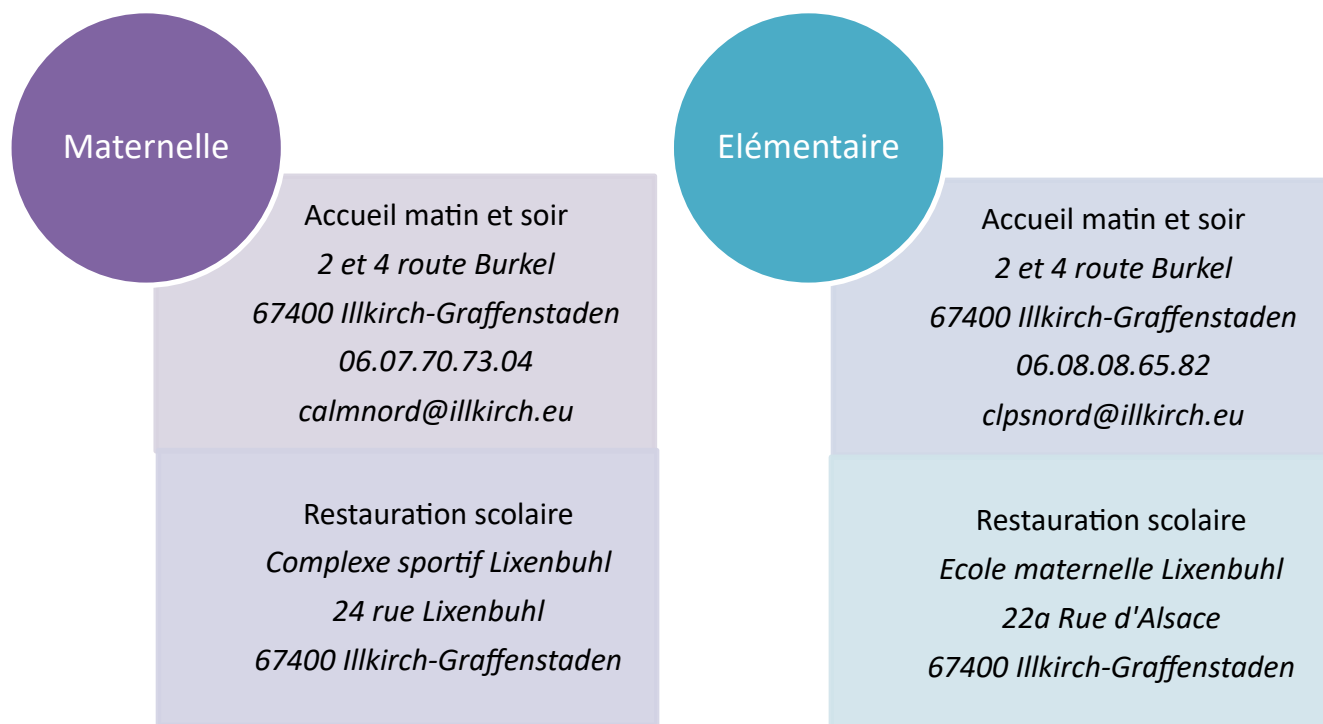 Maternelle
Accueil matin et soir
2 et 4 route Burkel
67400 Illkirch-Graffenstaden
06.07.70.73.04
calmnord@illkirch.eu
Restauration scolaire
Complexe sportif Lixenbuhl
24 rue Lixenbuhl
67400 Illkirch-Graffenstaden
Elémentaire
Accueil matin et soir
2 et 4 route Burkel
67400 Illkirch-Graffenstaden
06.08.08.65.82
clpsnord@illkirch.eu
Restauration scolaire
Ecole maternelle Lixenbuhl
22a Rue d'Alsace
67400 Illkirch-Graffenstaden